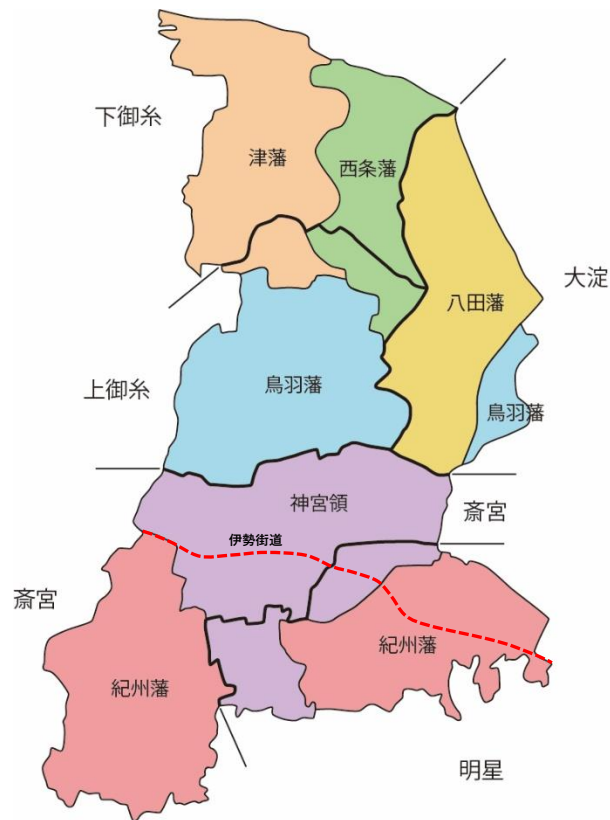 下御糸
津藩
西条藩
大淀
八田藩
上御糸
鳥羽藩
鳥羽藩
神宮領
斎宮
伊勢街道
斎宮
紀州藩
紀州藩
明星